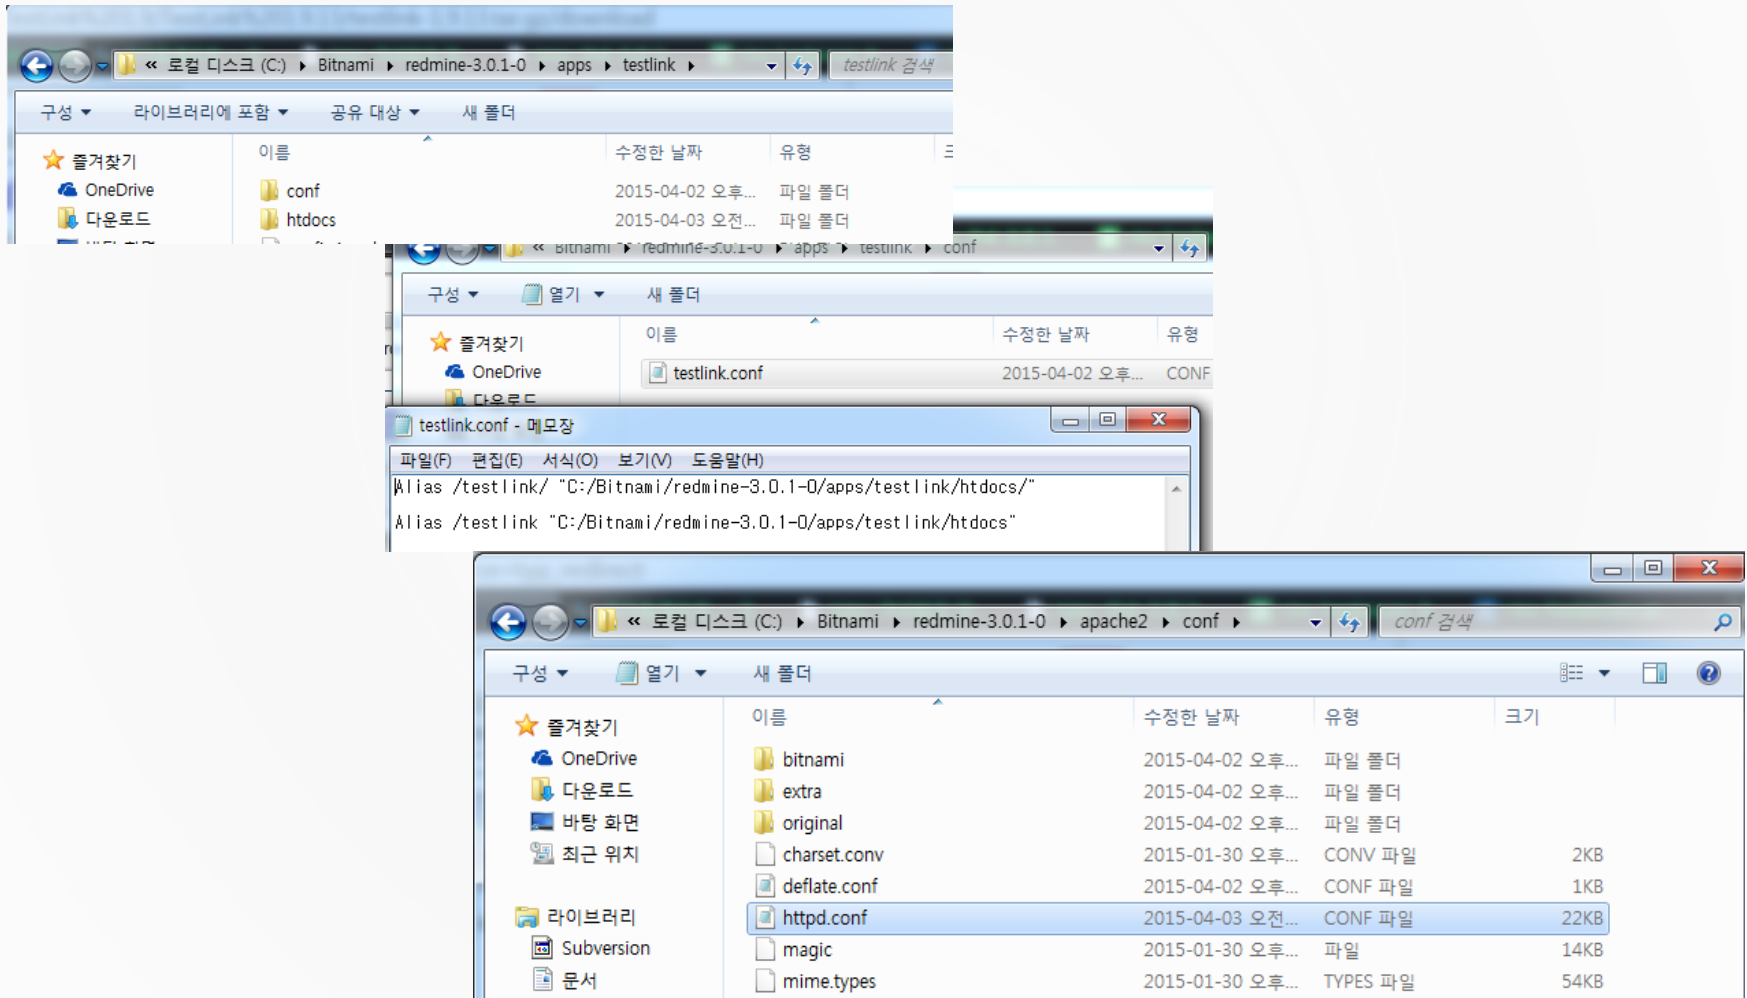 « 로컬 디스크 (C:) ▸ Bitnami ▸ redmine-3.0.1-0 ▸ apps ▸ testlink ▸ testlink 검색
구성 라이브러리에 포함 공유 대상 새 폴더
이름 수정한 날짜 유형
즐겨찾기
OneDrive conf 2015-04-02 오후... 파일 폴더
다운로드 htdocs 2015-04-03 오전... 파일 폴더
« Bitnami ▸ redmine-3.0.1-0 ▸ apps ▸ testlink ▸ conf
구성 열기 새 폴더
이름 수정한 날짜 유형
즐겨찾기
OneDrive testlink.conf 2015-04-02 오후... CONF
다운로드
testlink.conf - 메모장
파일(F) 편집(E) 서식(O) 보기(V) 도움말(H)
Alias /testlink/ "C:/Bitnami/redmine-3.0.1-0/apps/testlink/htdocs/"
Alias /testlink "C:/Bitnami/redmine-3.0.1-0/apps/testlink/htdocs"
« 로컬 디스크 (C:) ▸ Bitnami ▸ redmine-3.0.1-0 ▸ apache2 ▸ conf ▸ conf 검색
구성 열기 새 폴더
이름 수정한 날짜 유형 크기
즐겨찾기
OneDrive bitnami 2015-04-02 오후... 파일 폴더
다운로드 extra 2015-04-02 오후... 파일 폴더
바탕 화면 original 2015-04-02 오후... 파일 폴더
최근 위치 charset.conv 2015-01-30 오후... CONV 파일 2KB
deflate.conf 2015-04-02 오후... CONF 파일 1KB
라이브러리 httpd.conf 2015-04-03 오전... CONF 파일 22KB
Subversion magic 2015-01-30 오후... 파일 14KB
문서 mime.types 2015-01-30 오후... TYPES 파일 54KB